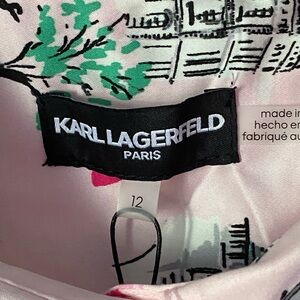 KARL LAGERFELD
PARIS
12
made in
hecho en
fabriqué au